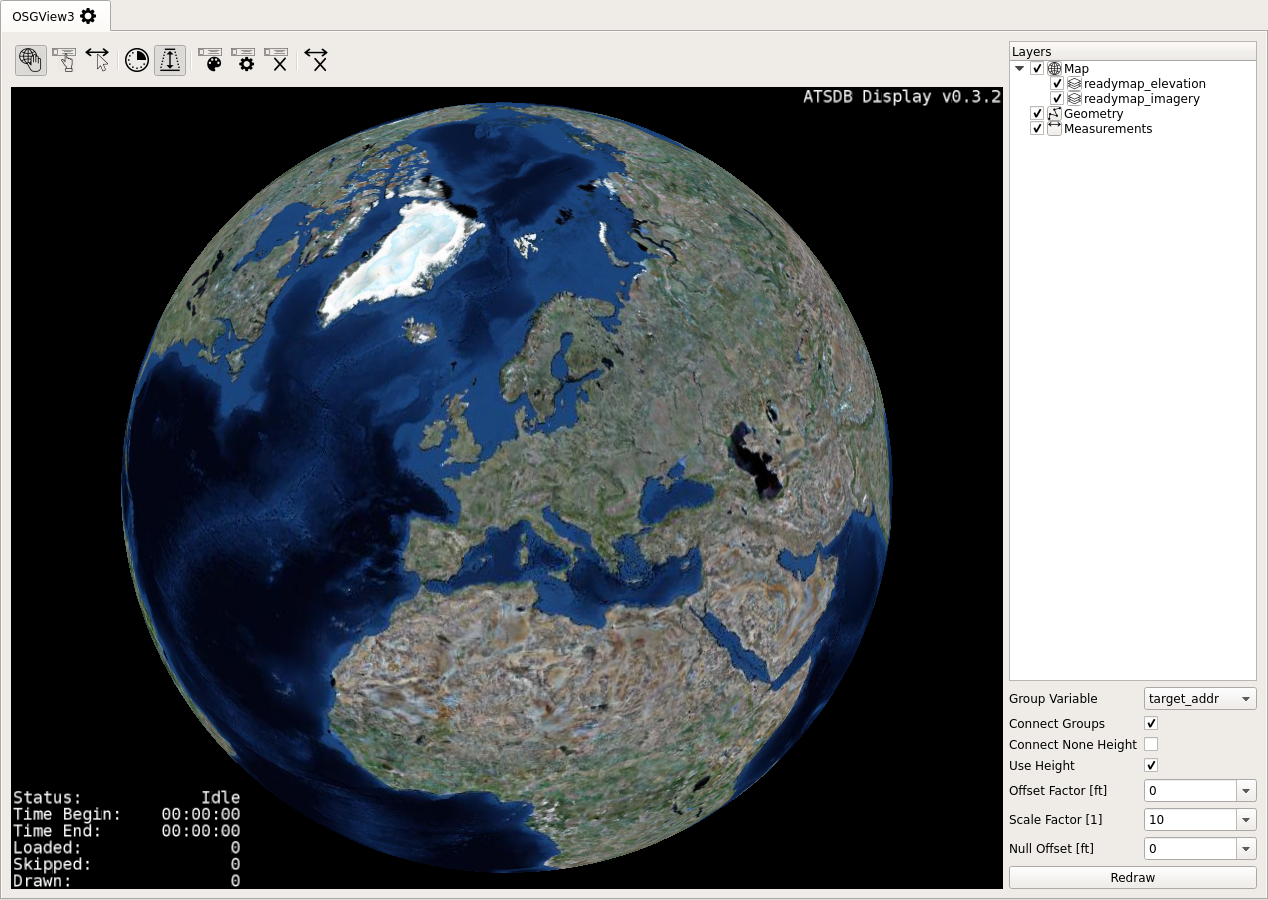 OSGView3
ATSDB Display v0.3.2
Status: Idle
Time Begin: 00:00:00
Time End: 00:00:00
Loaded: 0
Skipped: 0
Drawn: 0
Layers
Map
readymap_elevation
readymap_imagery
Geometry
Measurements
Group Variable target_addr
Connect Groups
Connect None Height
Use Height
Offset Factor [ft] 0
Scale Factor [1] 10
Null Offset [ft] 0
Redraw